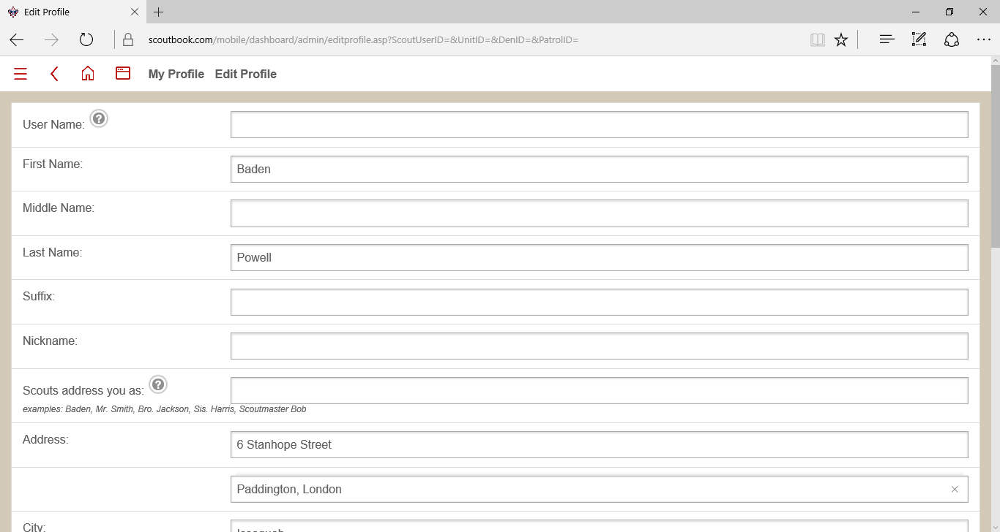 Edit Profile
scoutbook.com/mobile/dashboard/admin/editprofile.asp?ScoutUserID=&UnitID=&DenID=&PatrolID=
My Profile Edit Profile
User Name: ?
First Name: Baden
Middle Name:
Last Name: Powell
Suffix:
Nickname:
Scouts address you as: ?
examples: Baden, Mr. Smith, Bro. Jackson, Sis. Harris, Scoutmaster Bob
Address: 6 Stanhope Street
Paddington, London
City: